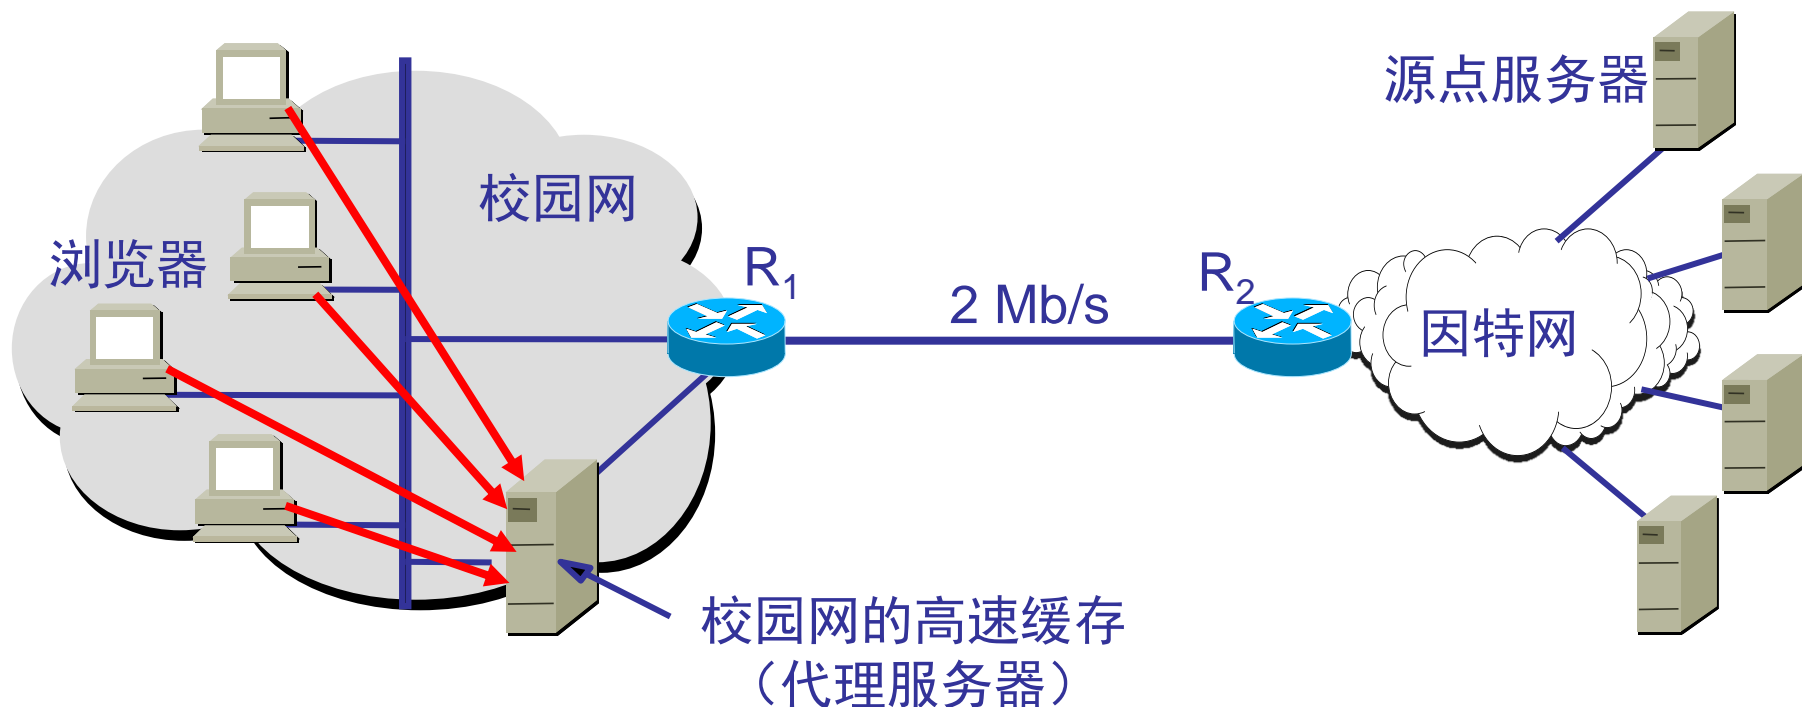 源点服务器
校园网
浏览器
R1
2 Mb/s
R2
因特网
校园网的高速缓存
（代理服务器）